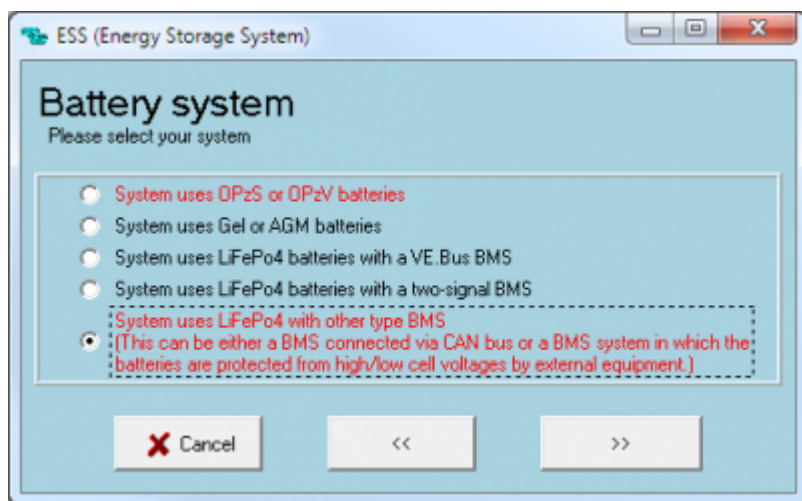 ESS (Energy Storage System)
Battery system
Please select your system
System uses OPzS or OPzV batteries
System uses Gel or AGM batteries
System uses LiFePo4 batteries with a VE.Bus BMS
System uses LiFePo4 batteries with a two-signal BMS
System uses LiFePo4 with other type BMS
(This can be either a BMS connected via CAN bus or a BMS system in which the
batteries are protected from high/low cell voltages by external equipment.)
Cancel << >>